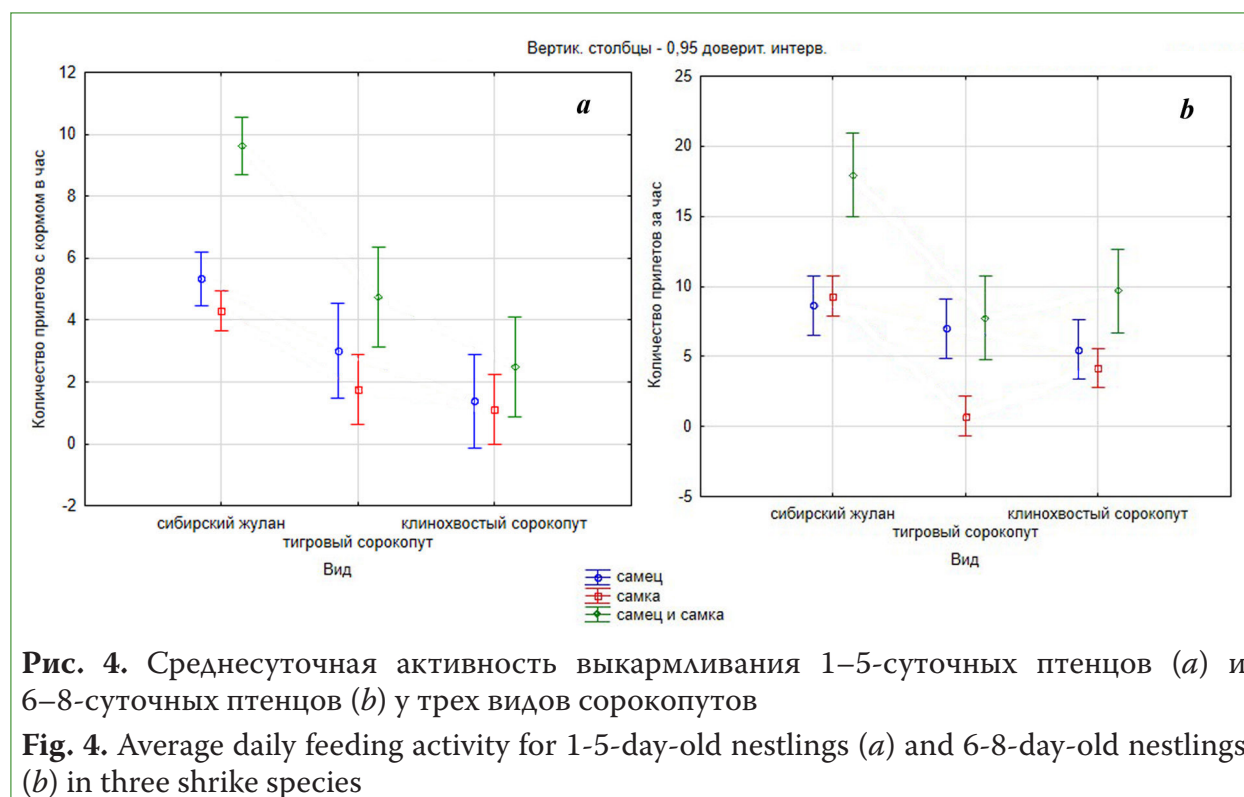 Вертик. столбцы - 0,95 доверит. интерв.
a
12
10
8
6
4
2
0
-2
Количество прилетов с кормом в час
сибирский жулан
тигровый сорокопут
клинохвостый сорокопут
Вид
b
25
20
15
10
5
0
-5
Количество прилетов за час
сибирский жулан
тигровый сорокопут
клинохвостый сорокопут
Вид
самец
самка
самец и самка
Рис. 4. Среднесуточная активность выкармливания 1–5-суточных птенцов (a) и
6–8-суточных птенцов (b) у трех видов сорокопутов
Fig. 4. Average daily feeding activity for 1-5-day-old nestlings (a) and 6-8-day-old nestlings
(b) in three shrike species